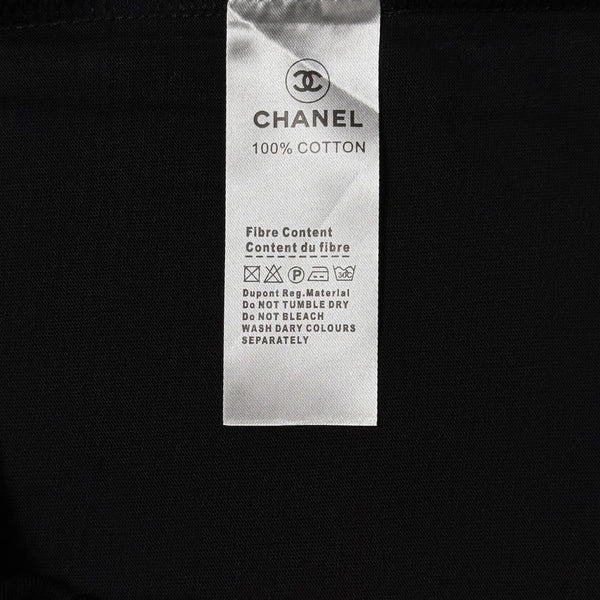 CHANEL
100% COTTON
Fibre Content
Content du fibre
P 30C
Dupont Reg.Material
Do NOT TUMBLE DRY
Do NOT BLEACH
WASH DARY COLOURS
SEPARATELY